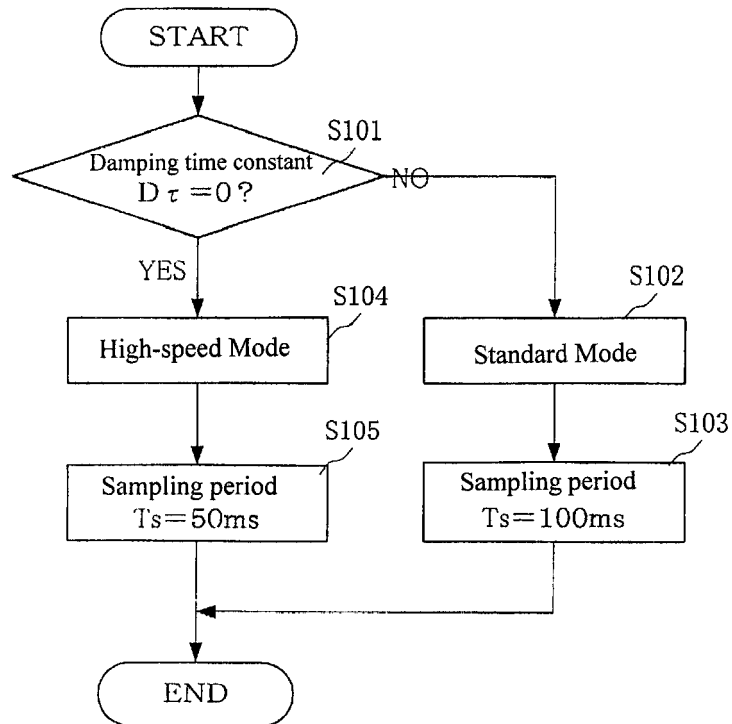 START
S101
Damping time constant
D τ =0?
NO
YES
S104
High-speed Mode
S102
Standard Mode
S105
Sampling period
Ts=50ms
S103
Sampling period
Ts=100ms
END